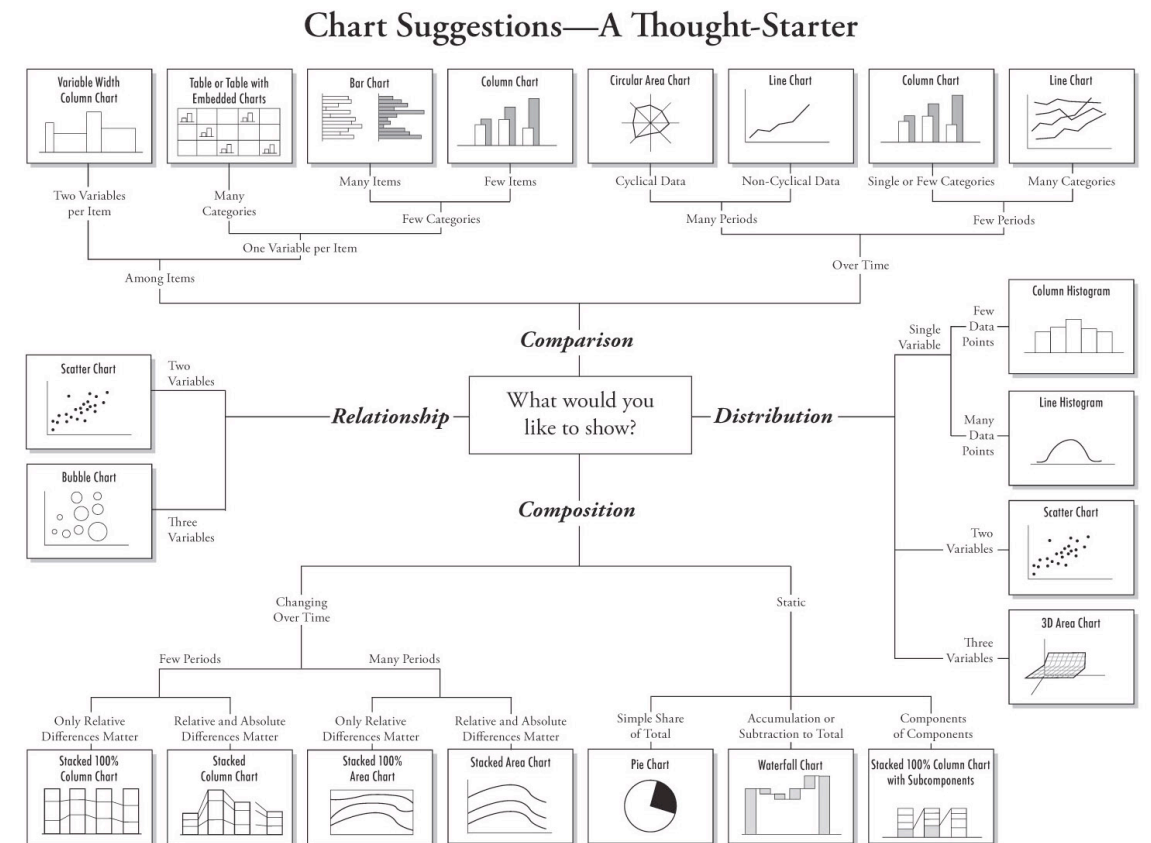 Chart Suggestions—A Thought-Starter
Variable Width
Column Chart
Table or Table with
Embedded Charts
Bar Chart
Column Chart
Circular Area Chart
Line Chart
Column Chart
Line Chart
Two Variables
per Item
Many
Categories
Many Items
Few Items
Cyclical Data
Non-Cyclical Data
Single or Few Categories
Many Categories
Few Categories
Many Periods
Few Periods
One Variable per Item
Among Items
Over Time
Comparison
What would you
like to show?
Relationship
Two
Variables
Scatter Chart
Three
Variables
Bubble Chart
Distribution
Single
Variable
Few
Data
Points
Column Histogram
Many
Data
Points
Line Histogram
Two
Variables
Scatter Chart
Three
Variables
3D Area Chart
Composition
Changing
Over Time
Static
Few Periods
Many Periods
Only Relative
Differences Matter
Relative and Absolute
Differences Matter
Only Relative
Differences Matter
Relative and Absolute
Differences Matter
Simple Share
of Total
Accumulation or
Subtraction to Total
Components
of Components
Stacked 100%
Column Chart
Stacked
Column Chart
Stacked 100%
Area Chart
Stacked Area Chart
Pie Chart
Waterfall Chart
Stacked 100% Column Chart
with Subcomponents